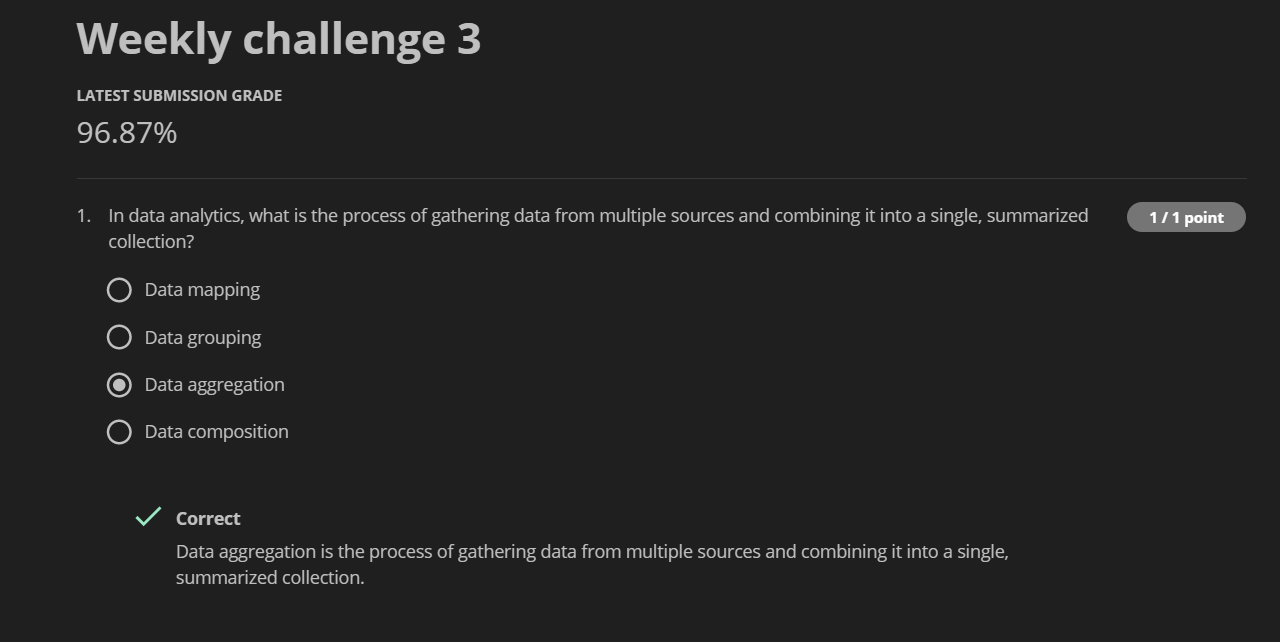 Weekly challenge 3
LATEST SUBMISSION GRADE
96.87%
1. In data analytics, what is the process of gathering data from multiple sources and combining it into a single, summarized
collection?
1 / 1 point
Data mapping
Data grouping
Data aggregation
Data composition
Correct
Data aggregation is the process of gathering data from multiple sources and combining it into a single,
summarized collection.